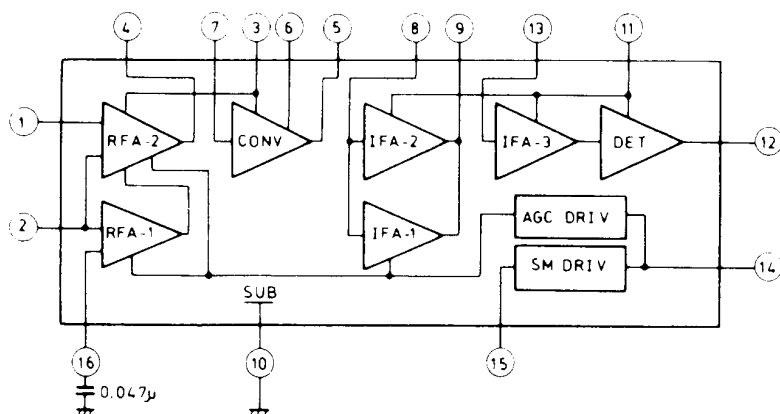 4 7 3 6 5 8 9 13 11
1 RFA-2 CONV IFA-2 IFA-3 DET 12
2 RFA-1 IFA-1 AGC DRIV
SM DRIV 14
SUB
16 10 15
0.047μ